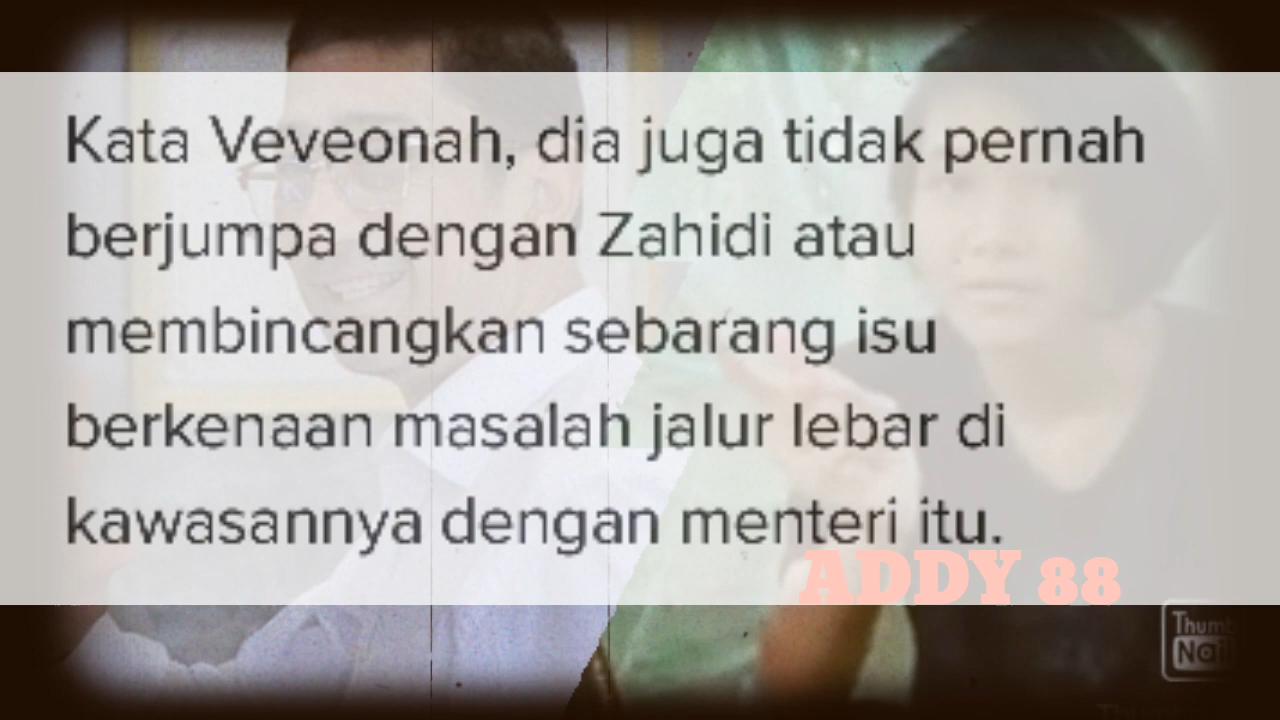 Kata Veveonah, dia juga tidak pernah
berjumpa dengan Zahidi atau
membincangkan sebarang isu
berkenaan masalah jalur lebar di
kawasannya dengan menteri itu.
ADDY 88